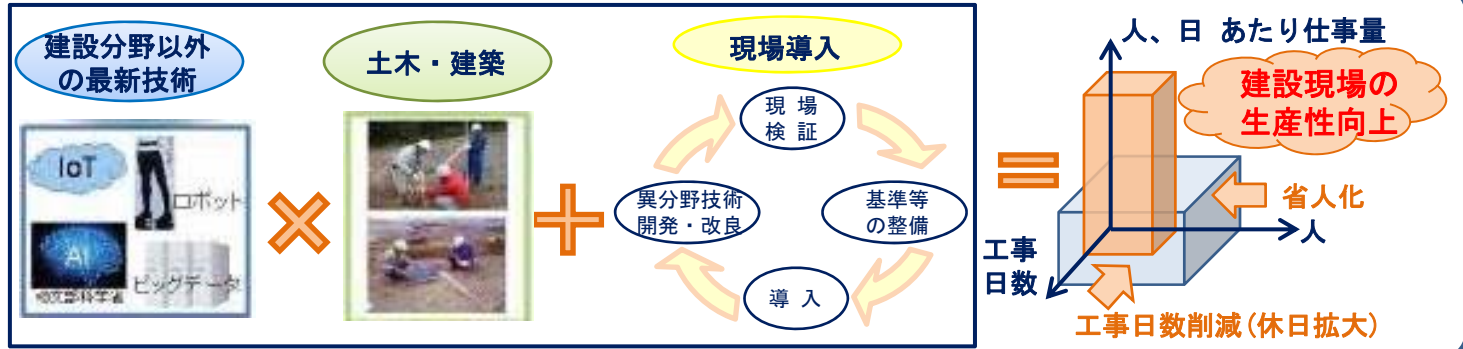 建設分野以外
の最新技術
IoT
ロボット
AI
ビッグデータ
土木・建築
現場導入
現 場
検 証
異分野技術
開発・改良
基準等
の整備
導 入
人、日 あたり仕事量
建設現場の
生産性向上
省人化
人
工事
日数
工事日数削減(休日拡大)